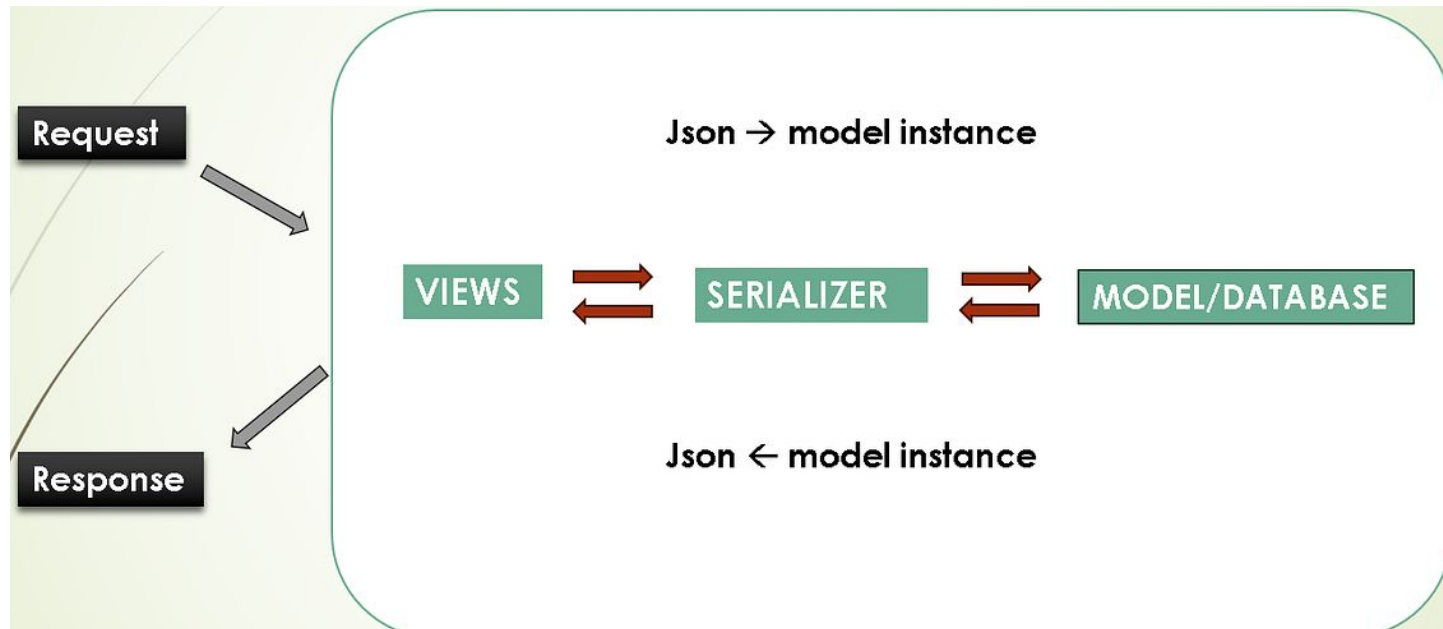 Request
Json → model instance
VIEWS
SERIALIZER
MODEL/DATABASE
Json ← model instance
Response